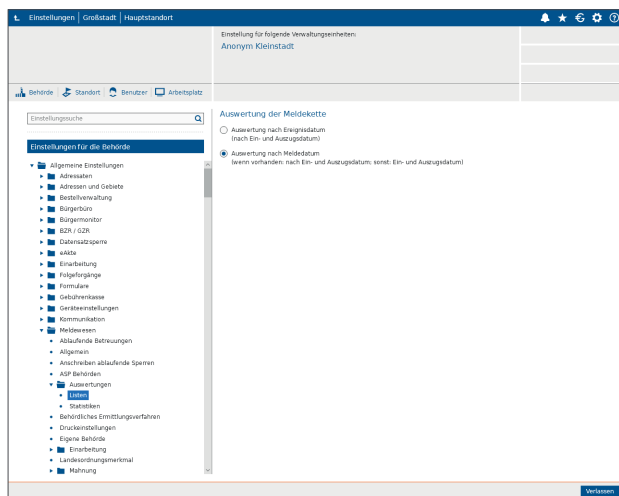 Einstellungen | Großstadt | Hauptstandort
Einstellung für folgende Verwaltungseinheiten:
Anonym Kleinstadt
Behörde | Standort | Benutzer | Arbeitsplatz
Einstellungssuche
Einstellungen für die Behörde
Allgemeine Einstellungen
Adressaten
Adressen und Gebiete
Bestellverwaltung
Bürgerbüro
Bürgermonitor
BZR / GZR
Datensatzsperre
eAkte
Einarbeitung
Folgeforgänge
Formulare
Gebührenkasse
Geräteeinstellungen
Kommunikation
Meldewesen
Ablaufende Betreuungen
Allgemein
Anschreiben ablaufende Sperren
ASP Behörden
Auswertungen
Listen
Statistiken
Behördliches Ermittlungsverfahren
Druckeinstellungen
Eigene Behörde
Einarbeitung
Landesordnungsmerkmal
Mahnung
Auswertung der Meldekette
Auswertung nach Ereignisdatum
(nach Ein- und Auszugsdatum)
Auswertung nach Meldedatum
(wenn vorhanden: nach Ein- und Auszugsdatum; sonst: Ein- und Auszugsdatum)
Verlassen